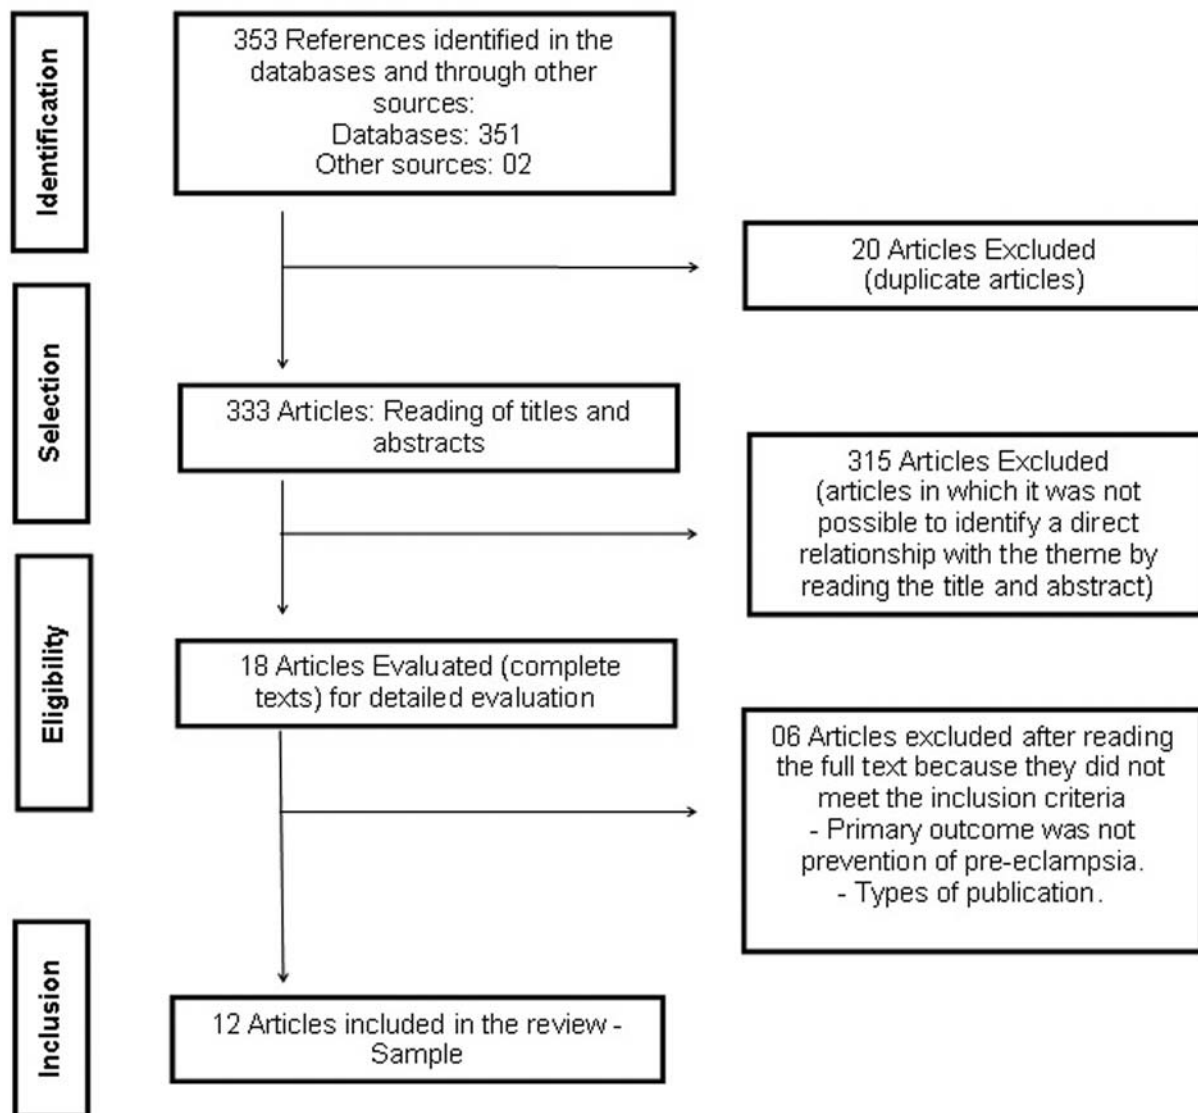 Identification
353 References identified in the
databases and through other
sources:
Databases: 351
Other sources: 02
20 Articles Excluded
(duplicate articles)
Selection
333 Articles: Reading of titles and
abstracts
315 Articles Excluded
(articles in which it was not
possible to identify a direct
relationship with the theme by
reading the title and abstract)
Eligibility
18 Articles Evaluated (complete
texts) for detailed evaluation
06 Articles excluded after reading
the full text because they did not
meet the inclusion criteria
- Primary outcome was not
prevention of pre-eclampsia.
- Types of publication.
Inclusion
12 Articles included in the review -
Sample